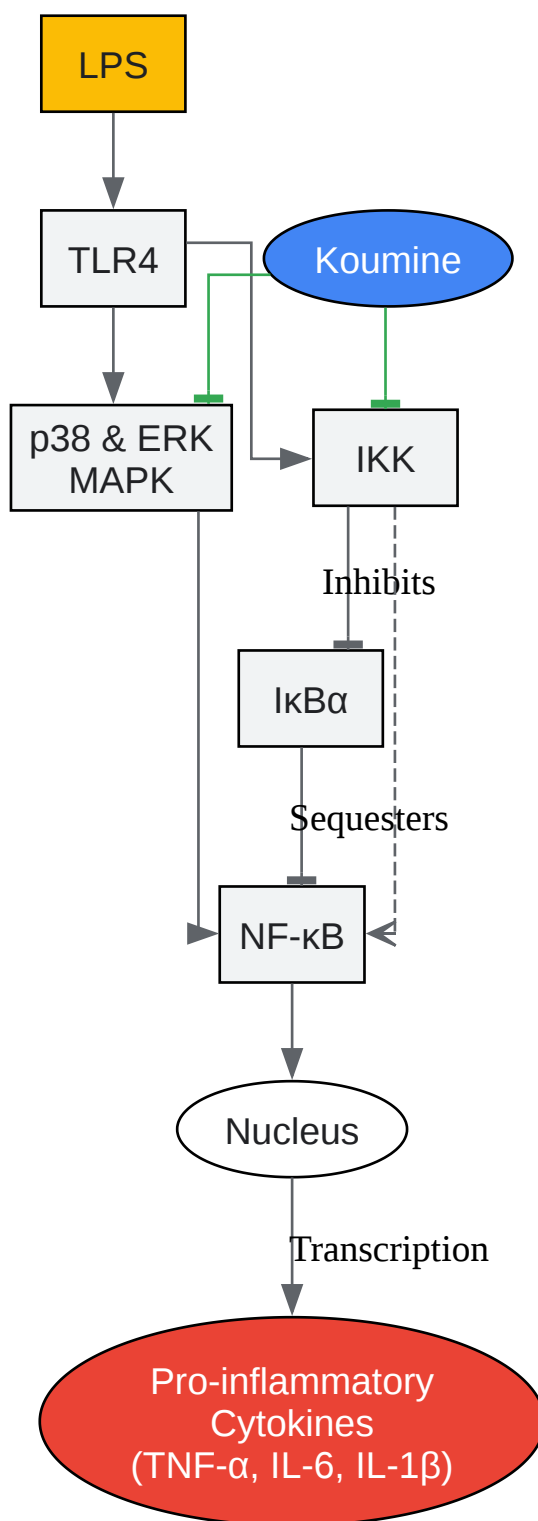 LPS
TLR4
Koumine
p38 & ERK
MAPK
IKK
Inhibits
IκBα
Sequesters
NF-κB
Nucleus
Transcription
Pro-inflammatory
Cytokines
(TNF-α, IL-6, IL-1β)